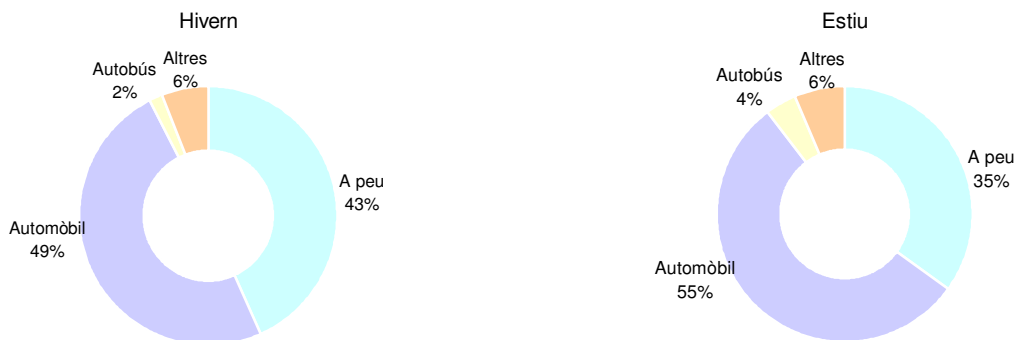 Hivern
Altres
6%
Autobús
2%
A peu
43%
Automòbil
49%
Estiu
Altres
6%
Autobús
4%
A peu
35%
Automòbil
55%